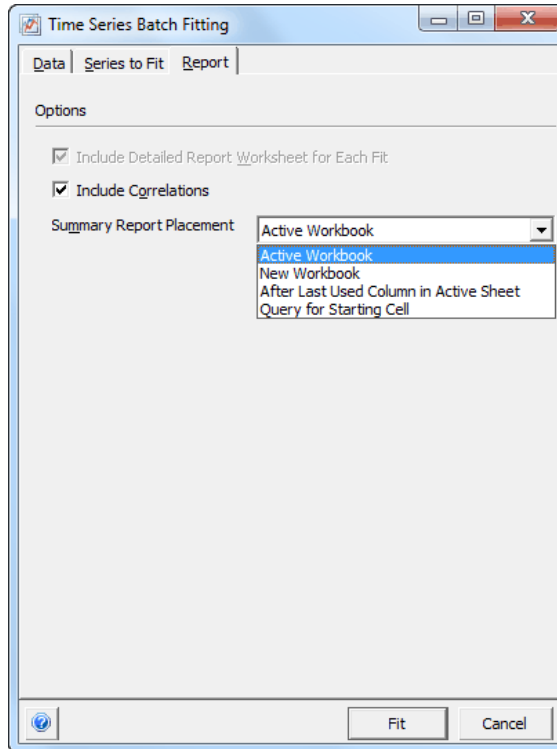 Time Series Batch Fitting
Data Series to Fit Report
Options
Include Detailed Report Worksheet for Each Fit
Include Correlations
Summary Report Placement Active Workbook
Active Workbook
New Workbook
After Last Used Column in Active Sheet
Query for Starting Cell
Fit Cancel